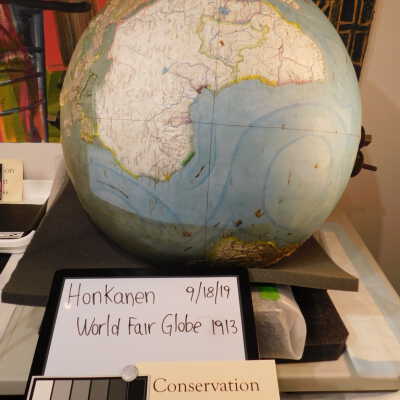 Honkanen 9/18/19
World Fair Globe 1913
Conservation